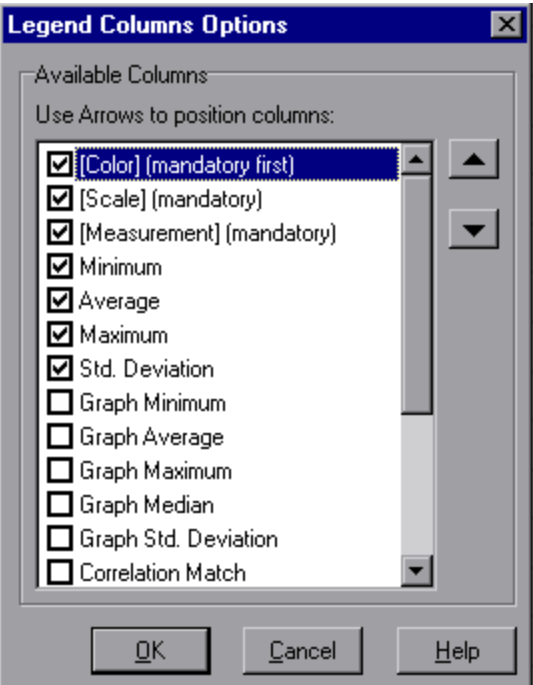 Legend Columns Options
Available Columns
Use Arrows to position columns:
[Color] (mandatory first)
[Scale] (mandatory)
[Measurement] (mandatory)
Minimum
Average
Maximum
Std. Deviation
Graph Minimum
Graph Average
Graph Maximum
Graph Median
Graph Std. Deviation
Correlation Match
OK Cancel Help